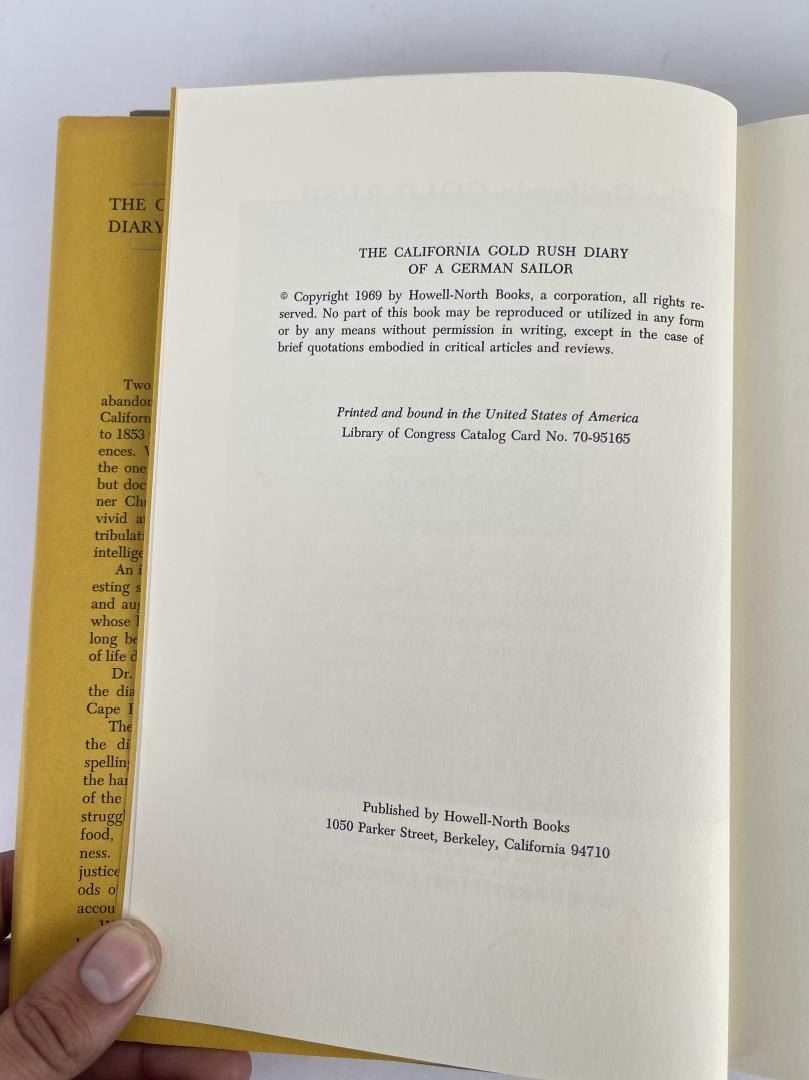 THE C
DIARY
Two
abandon
Californ
to 1853
ences.
the one
but doc
ner Chr
vivid a
tribulati
intellige
An i
esting s
and aug
whose
long be
of life d
Dr.
the dia
Cape
The
the di
spelling
the har
of the
struggl
food,
ness.
justice
ods o
accou
THE CALIFORNIA GOLD RUSH DIARY
OF A GERMAN SAILOR
© Copyright 1969 by Howell-North Books, a corporation, all rights re-
served. No part of this book may be reproduced or utilized in any form
or by any means without permission in writing, except in the case of
brief quotations embodied in critical articles and reviews.
Printed and bound in the United States of America
Library of Congress Catalog Card No. 70-95165
Published by Howell-North Books
1050 Parker Street, Berkeley, California 94710